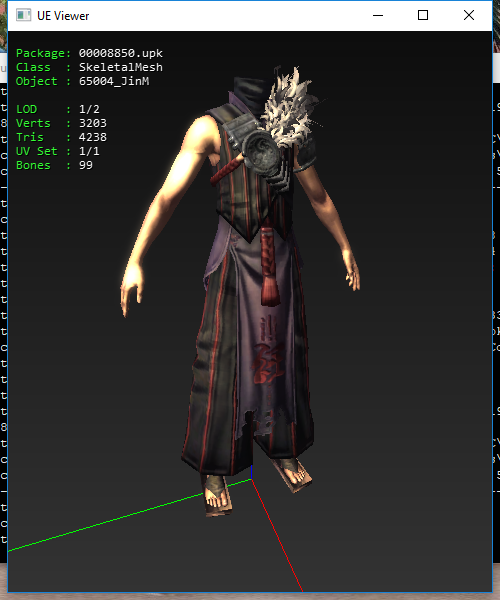 UE Viewer
Package: 00008850.upk
Class : SkeletalMesh
Object : 65004_JinM
LOD : 1/2
Verts : 3203
Tris : 4238
UV Set : 1/1
Bones : 99